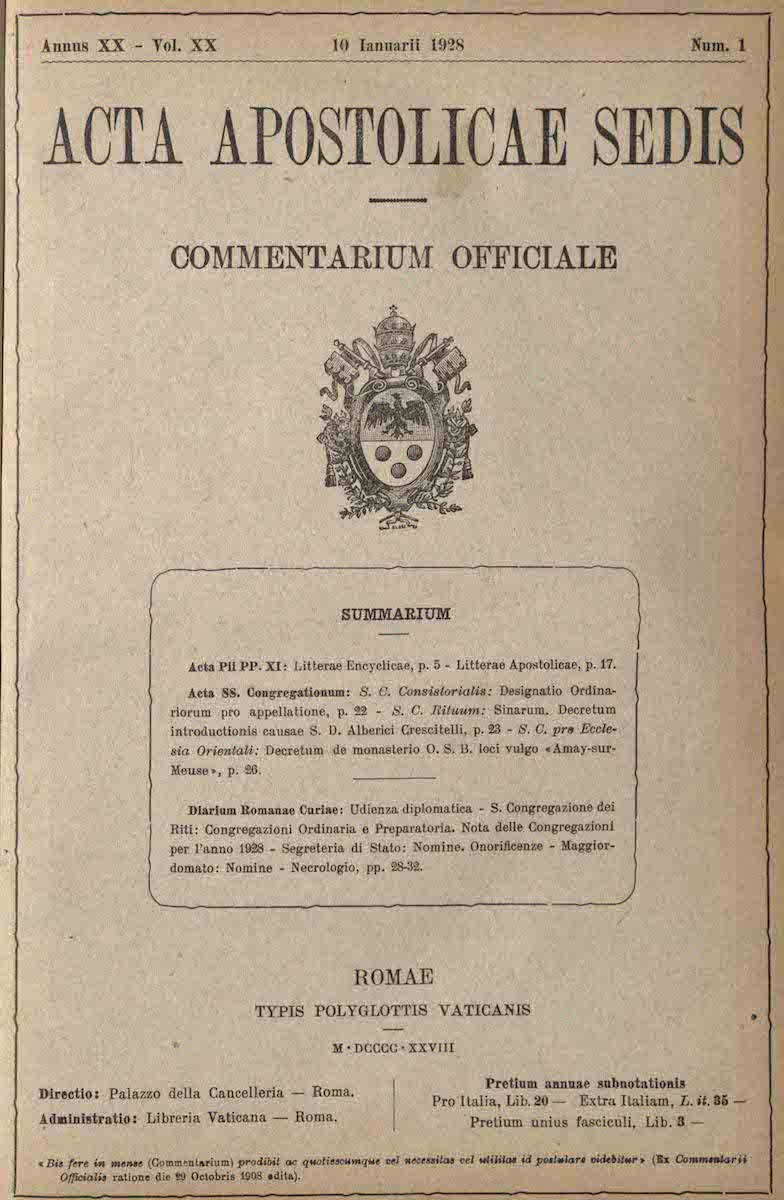 Annus XX - Vol. XX 10 Ianuarii 1928 Num. 1
ACTA APOSTOLICAE SEDIS
COMMENTARIUM OFFICIALE
SUMMARIUM
Acta Pii PP. XI: Litterae Encyclicae, p. 5 - Litterae Apostolicae, p. 17.
Acta SS. Congregationum: S. C. Consistorialis: Designatio Ordina-
riorum pro appellatione, p. 22 - S. C. Rituum: Sinarum. Decretum
introductionis causae S. D. Alberici Crescitelli, p. 23 - S. C. pro Eccle-
sia Orientali: Decretum de monasterio O. S. B. loci vulgo «Amay-sur-
Meuse», p. 26.
Diarium Romanae Curiae: Udienza diplomatica - S. Congregazione dei
Riti: Congregazioni Ordinaria e Preparatoria. Nota delle Congregazioni
per l'anno 1928 - Segreteria di Stato: Nomine. Onorificenze - Maggior-
domato: Nomine - Necrologio, pp. 28-32.
ROMAE
TYPIS POLYGLOTTIS VATICANIS
M·DCCCC·XXVIII
Directio: Palazzo della Cancelleria — Roma.
Administratio: Libreria Vaticana — Roma.
Pretium annuae subnotationis
Pro Italia, Lib. 20 — Extra Italiam, L. it. 35 —
Pretium unius fasciculi, Lib. 3 —
«Bis fere in mense (Commentarium) prodibit ac quotiescumque vel necessitas vel utilitas id postulare videbitur» (Ex Commentarii
Officialis ratione die 29 Octobris 1908 edita).